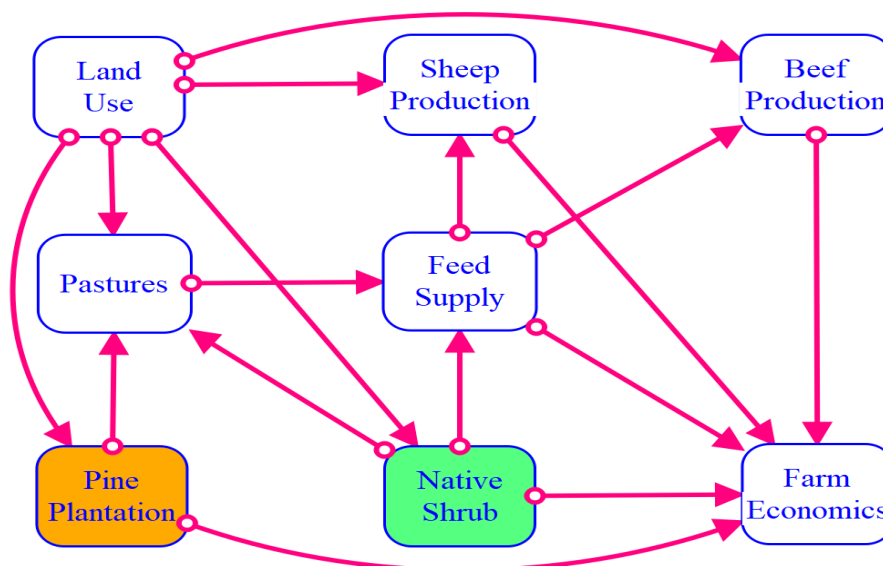 Land
Use
Sheep
Production
Beef
Production
Pastures
Feed
Supply
Pine
Plantation
Native
Shrub
Farm
Economics